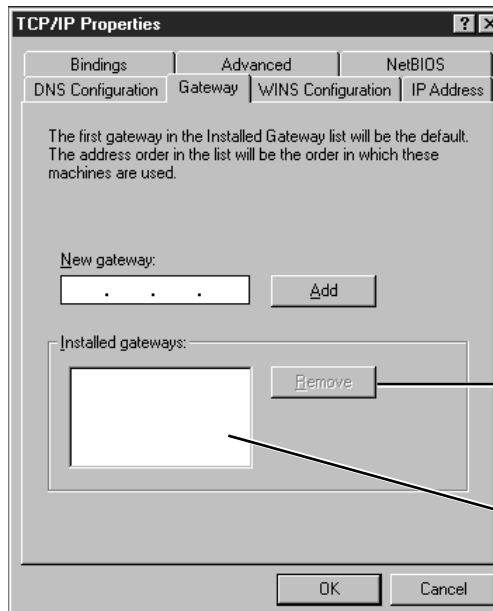 TCP/IP Properties
Bindings Advanced NetBIOS
DNS Configuration Gateway WINS Configuration IP Address
The first gateway in the Installed Gateway list will be the default.
The address order in the list will be the order in which these
machines are used.
New gateway:
. . .
Add
Installed gateways:
Remove
OK Cancel